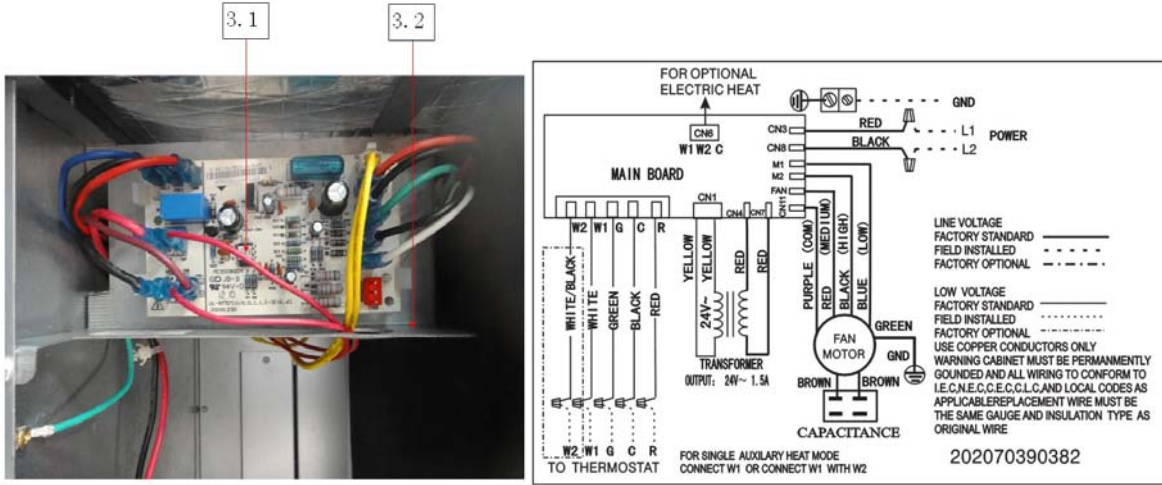 3.1
3.2
94V-0
FOR OPTIONAL
ELECTRIC HEAT
CN6
W1 W2 C
MAIN BOARD
CN3
CN8
M1
M2
FAN
CN11
CN1
CN4
CN7
RED
BLACK
GND
L1
L2
POWER
W2 W1 G C R
WHITE/BLACK
WHITE
GREEN
BLACK
RED
YELLOW
YELLOW
RED
RED
24V~
TRANSFORMER
OUTPUT: 24V~ 1.5A
PURPLE (COM)
RED (MEDIUM)
BLACK (HIGH)
BLUE (LOW)
FAN
MOTOR
GREEN
GND
BROWN
BROWN
CAPACITANCE
W2 W1 G C R
TO THERMOSTAT
FOR SINGLE AUXILARY HEAT MODE
CONNECT W1 OR CONNECT W1 WITH W2
LINE VOLTAGE
FACTORY STANDARD
FIELD INSTALLED
FACTORY OPTIONAL
LOW VOLTAGE
FACTORY STANDARD
FIELD INSTALLED
FACTORY OPTIONAL
USE COPPER CONDUCTORS ONLY
WARNING CABINET MUST BE PERMANMENTLY
GOUNDED AND ALL WIRING TO CONFORM TO
I.E.C,N.E.C,C.E.C,C.L.C,AND LOCAL CODES AS
APPLICABLEREPLACEMENT WIRE MUST BE
THE SAME GAUGE AND INSULATION TYPE AS
ORIGINAL WIRE
202070390382